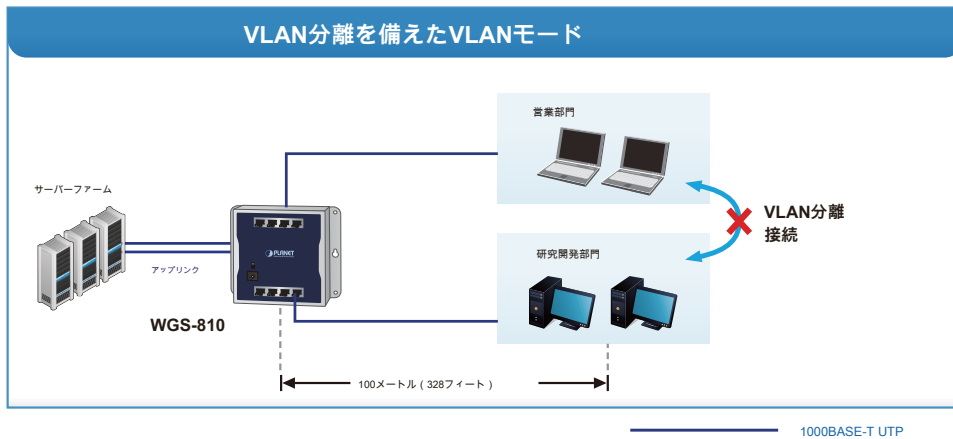 VLAN分離を備えたVLANモード
営業部門
サーバーファーム
VLAN分離
接続
PLANET
研究開発部門
アップリンク
WGS-810
100メートル ( 328フィート )
1000BASE-T UTP